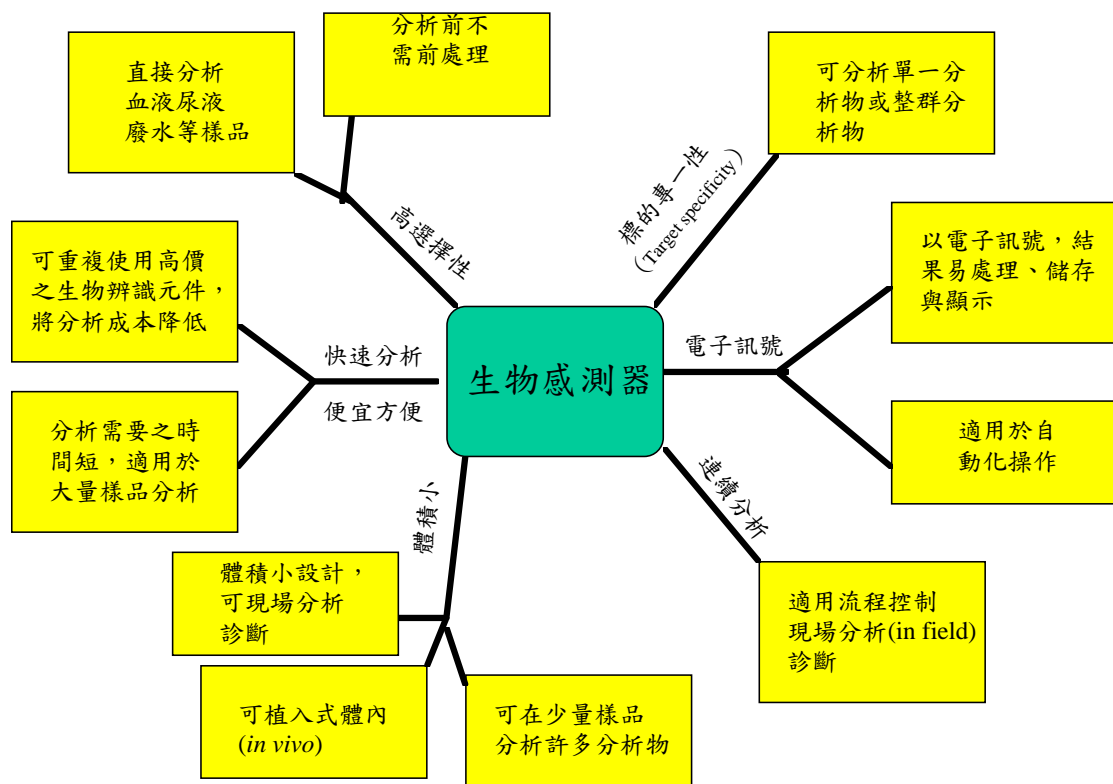 分析前不
需前處理
直接分析
血液尿液
廢水等樣品
高選擇性
可分析單一分
析物或整群分
析物
標的專一性
(Target specificity)
可重複使用高價
之生物辨識元件，
將分析成本降低
快速分析
便宜方便
分析需要之時
間短，適用於
大量樣品分析
生物感測器
電子訊號
以電子訊號，結
果易處理、儲存
與顯示
適用於自
動化操作
連續分析
適用流程控制
現場分析(in field)
診斷
體積小
體積小設計，
可現場分析
診斷
可植入式體內
(in vivo)
可在少量樣品
分析許多分析物